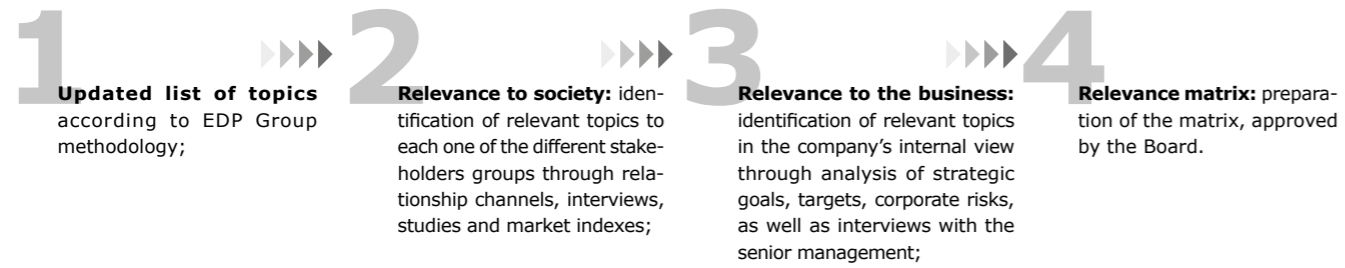 1
Updated list of topics
according to EDP Group
methodology;
2
Relevance to society: iden-
tification of relevant topics to
each one of the different stake-
holders groups through rela-
tionship channels, interviews,
studies and market indexes;
3
Relevance to the business:
identification of relevant topics
in the company’s internal view
through analysis of strategic
goals, targets, corporate risks,
as well as interviews with the
senior management;
4
Relevance matrix: prepara-
tion of the matrix, approved
by the Board.